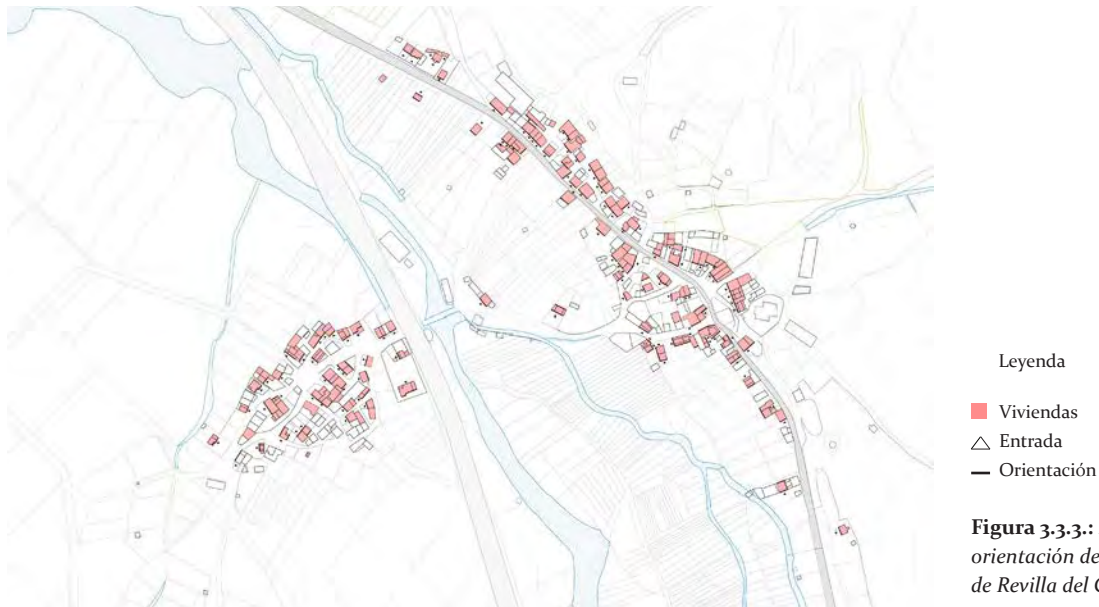 Leyenda
Viviendas
Entrada
Orientación
Figura 3.3.3.:
orientación de
de Revilla del